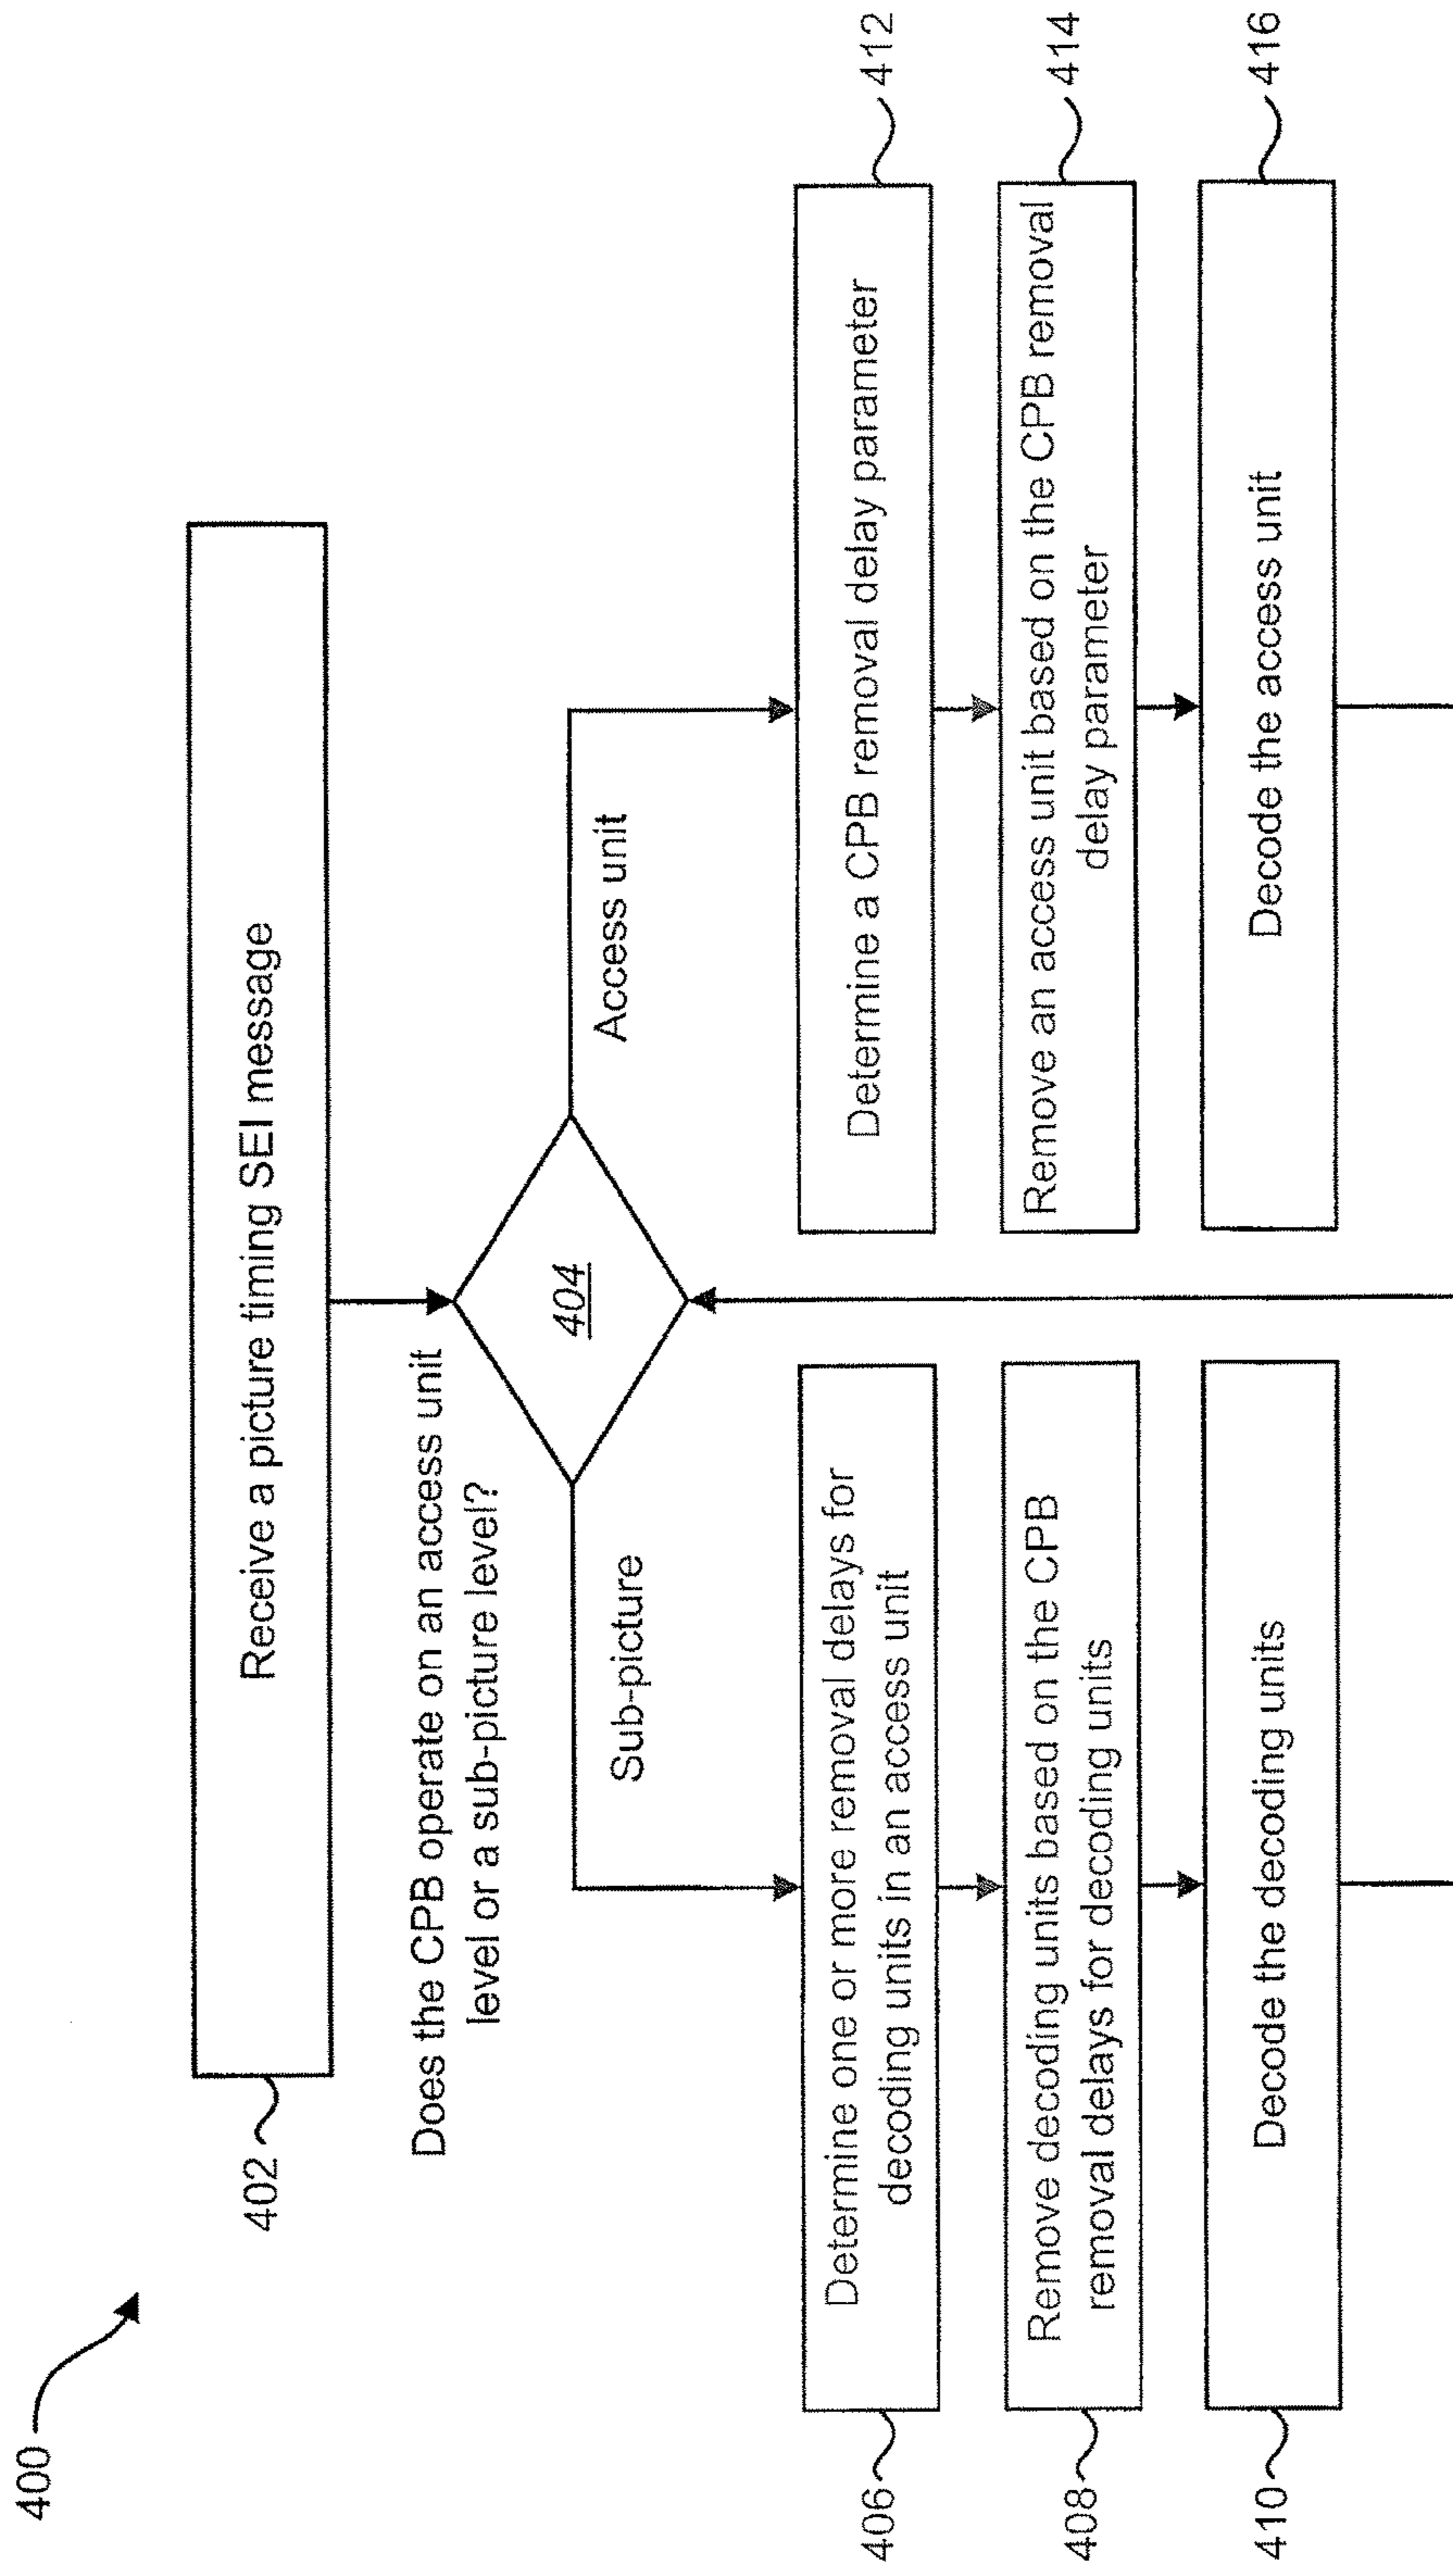 400
402
Receive a picture timing SEI message
Does the CPB operate on an access unit
level or a sub-picture level?
404
Sub-picture
Access unit
406
Determine one or more removal delays for
decoding units in an access unit
408
Remove decoding units based on the CPB
removal delays for decoding units
410
Decode the decoding units
Determine a CPB removal delay parameter
412
Remove an access unit based on the CPB removal
delay parameter
414
Decode the access unit
416